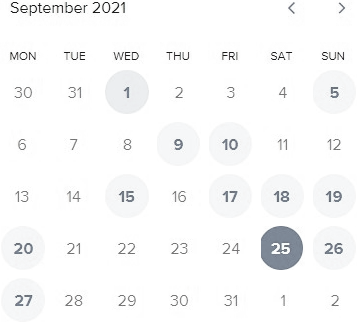 September 2021
MON TUE WED THU FRI SAT SUN
30 31 1 2 3 4 5
6 7 8 9 10 11 12
13 14 15 16 17 18 19
20 21 22 23 24 25 26
27 28 29 30 31 1 2